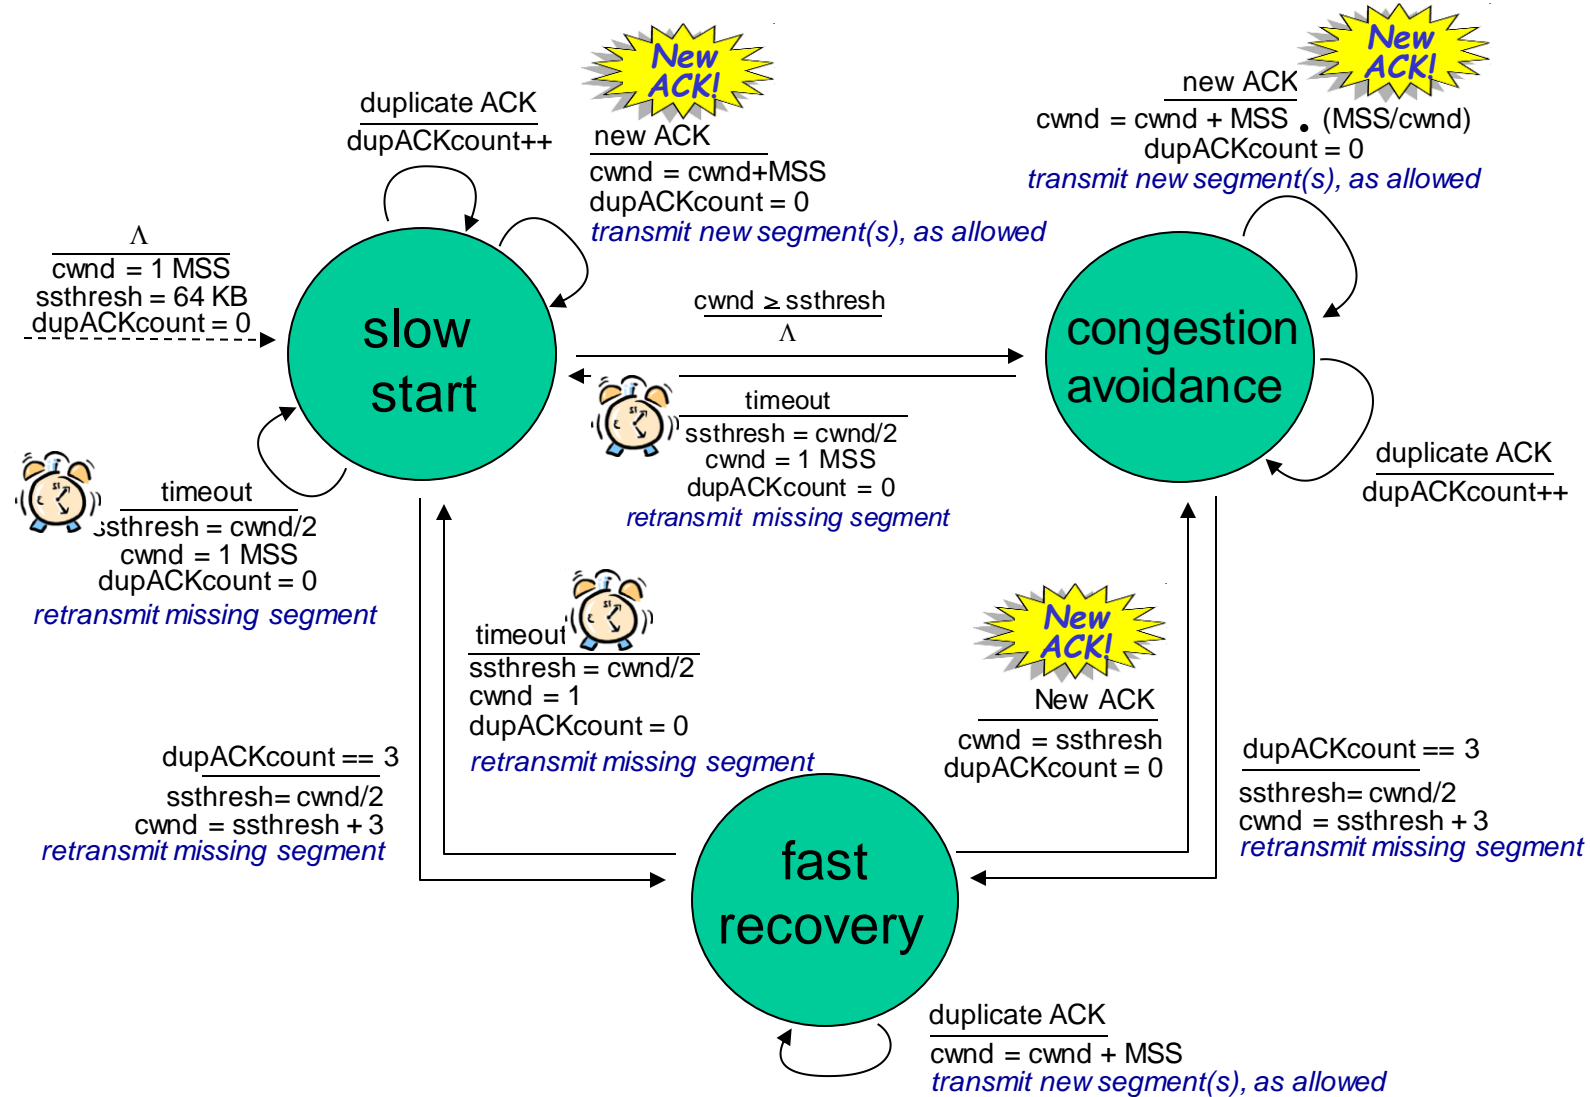 duplicate ACK
dupACKcount++
New
ACK!
new ACK
cwnd = cwnd+MSS
dupACKcount = 0
transmit new segment(s), as allowed
New
ACK!
new ACK
cwnd = cwnd + MSS • (MSS/cwnd)
dupACKcount = 0
transmit new segment(s), as allowed
Λ
cwnd = 1 MSS
ssthresh = 64 KB
dupACKcount = 0
slow
start
cwnd ≥ ssthresh
Λ
congestion
avoidance
timeout
ssthresh = cwnd/2
cwnd = 1 MSS
dupACKcount = 0
retransmit missing segment
duplicate ACK
dupACKcount++
timeout
ssthresh = cwnd/2
cwnd = 1 MSS
dupACKcount = 0
retransmit missing segment
timeout
ssthresh = cwnd/2
cwnd = 1
dupACKcount = 0
retransmit missing segment
New
ACK!
New ACK
cwnd = ssthresh
dupACKcount = 0
dupACKcount == 3
ssthresh= cwnd/2
cwnd = ssthresh + 3
retransmit missing segment
dupACKcount == 3
ssthresh= cwnd/2
cwnd = ssthresh + 3
retransmit missing segment
fast
recovery
duplicate ACK
cwnd = cwnd + MSS
transmit new segment(s), as allowed